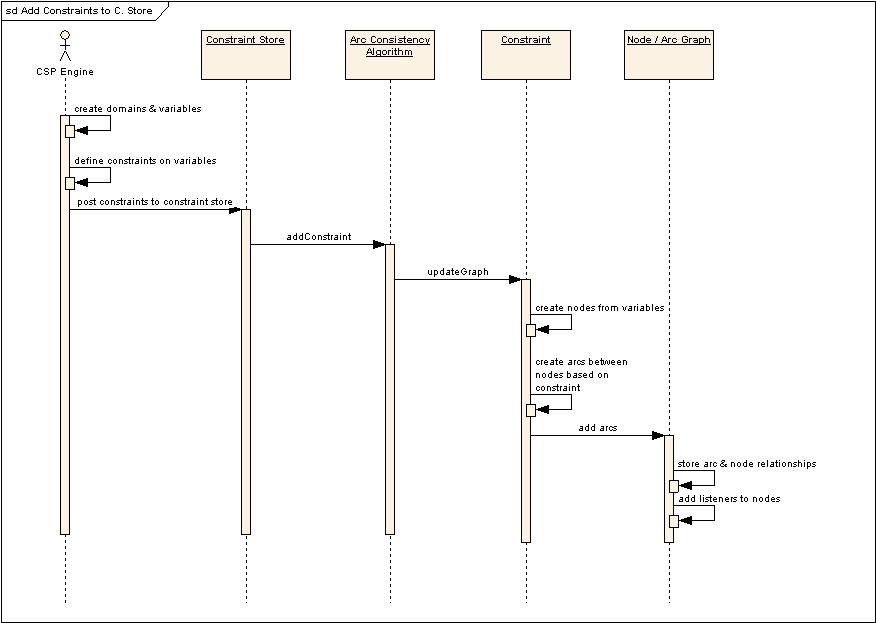 sd Add Constraints to C. Store
CSP Engine
Constraint Store
Arc Consistency
Algorithm
Constraint
Node / Arc Graph
create domains & variables
define constraints on variables
post constraints to constraint store
addConstraint
updateGraph
create nodes from variables
create arcs between
nodes based on
constraint
add arcs
store arc & node relationships
add listeners to nodes